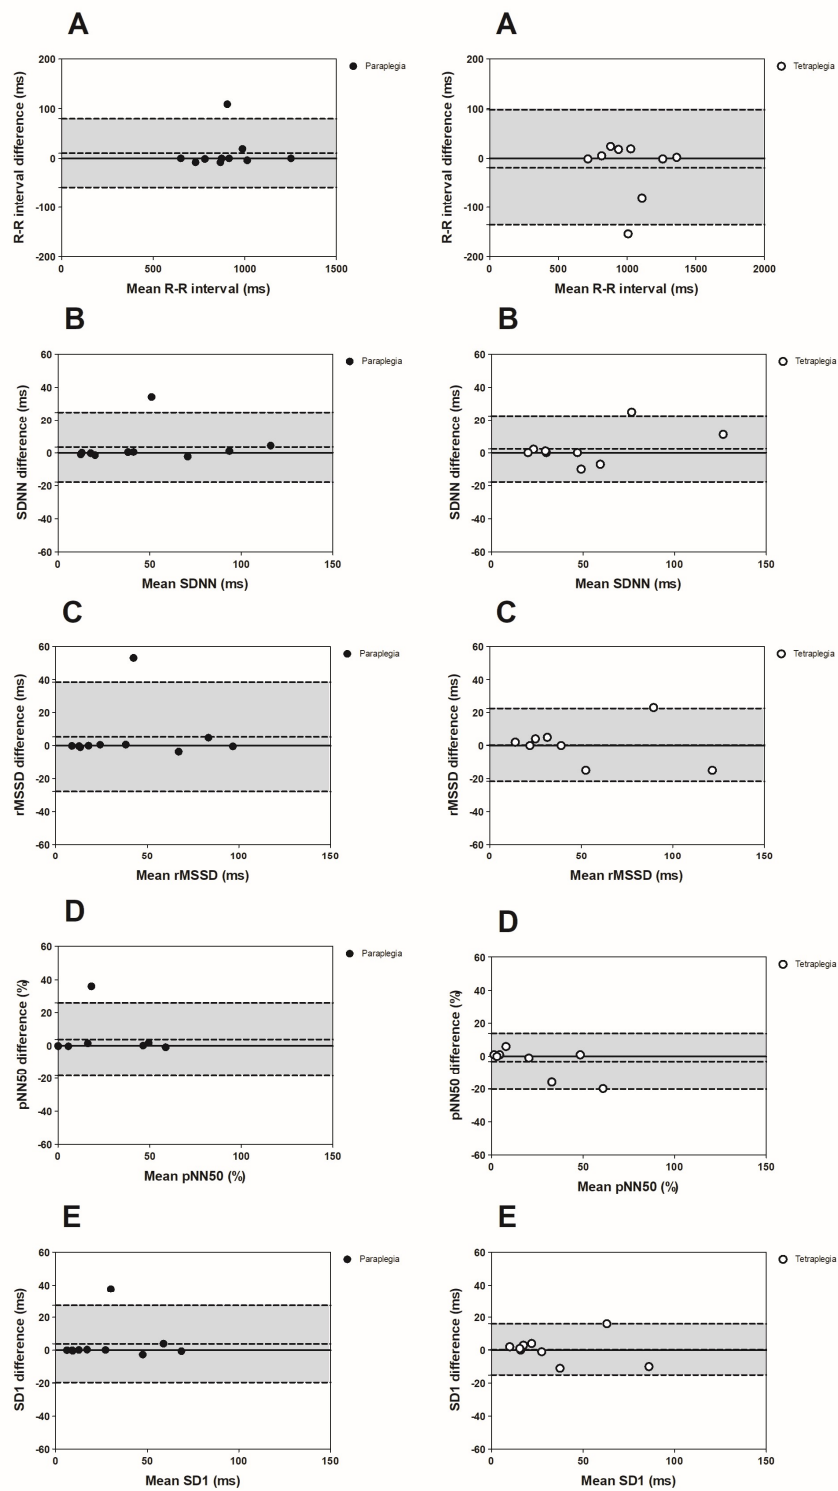 A
A
200
100
0
-100
-200
0
500
1000
1500
R-R interval difference (ms)
Mean R-R interval (ms)
Paraplegia
200
100
0
-100
-200
0
500
1000
1500
2000
R-R interval difference (ms)
Mean R-R interval (ms)
Tetraplegia
B
B
60
40
20
0
-20
-40
-60
0
50
100
150
SDNN difference (ms)
Mean SDNN (ms)
Paraplegia
60
40
20
0
-20
-40
-60
0
50
100
150
SDNN difference (ms)
Mean SDNN (ms)
Tetraplegia
C
C
60
40
20
0
-20
-40
-60
0
50
100
150
rMSSD difference (ms)
Mean rMSSD (ms)
Paraplegia
60
40
20
0
-20
-40
-60
0
50
100
150
rMSSD difference (ms)
Mean rMSSD (ms)
Tetraplegia
D
D
60
40
20
0
-20
-40
-60
0
50
100
150
pNN50 difference (%)
Mean pNN50 (%)
Paraplegia
60
40
20
0
-20
-40
-60
0
50
100
150
pNN50 difference (%)
Mean pNN50 (%)
Tetraplegia
E
E
60
40
20
0
-20
-40
-60
0
50
100
150
SD1 difference (ms)
Mean SD1 (ms)
Paraplegia
60
40
20
0
-20
-40
-60
0
50
100
150
SD1 difference (ms)
Mean SD1 (ms)
Tetraplegia